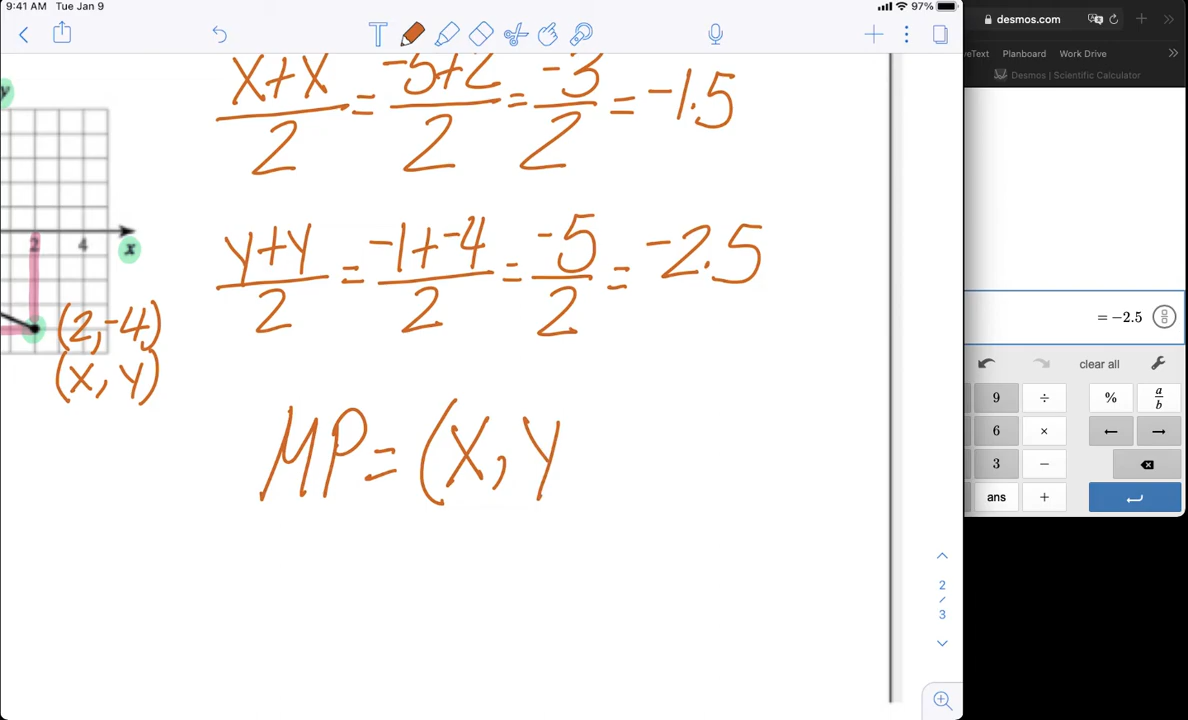 9:41 AM Tue Jan 9
97%
desmos.com
veText Planboard Work Drive
Desmos | Scientific Calculator
x+x/2 = -5+2/2 = -3/2 = -1.5
y+y/2 = -1+-4/2 = -5/2 = -2.5
y
2 4 x
(2,-4)
(x, y)
MP = (x, y
= −2.5
clear all
9 ÷ % a/b
6 × ← →
3 −
ans +
2
/
3